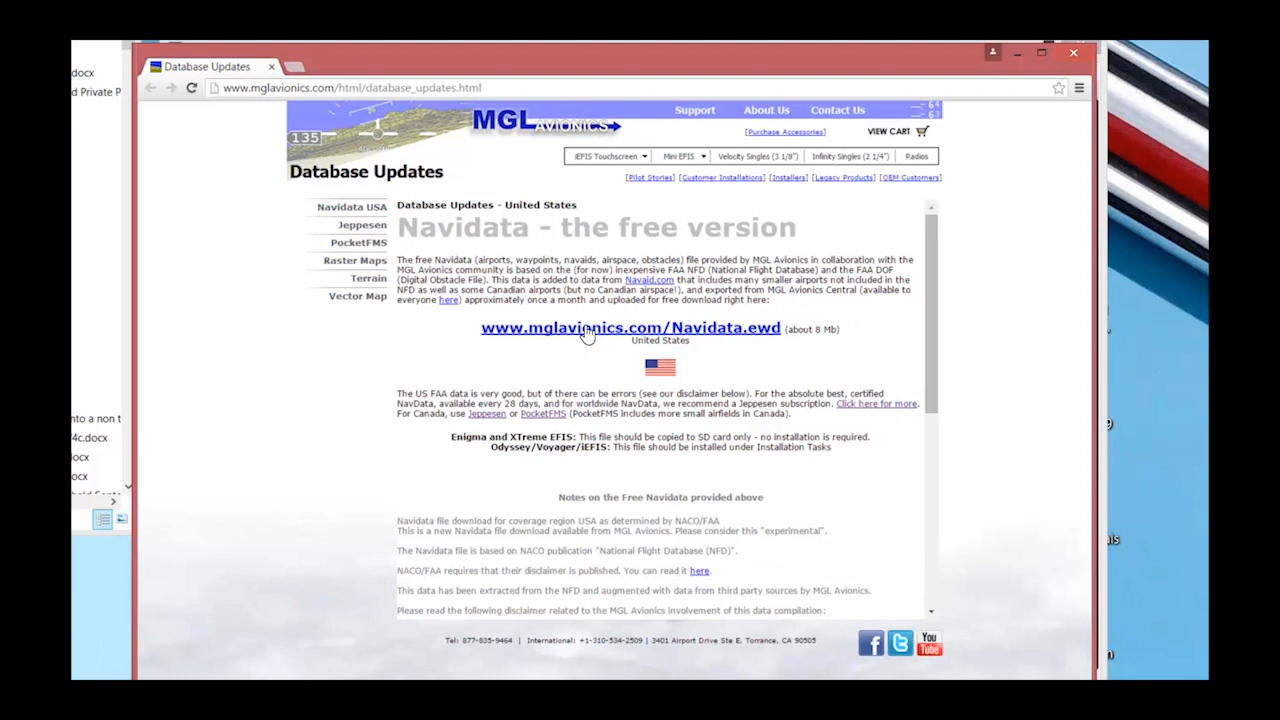 docx
d Private P
nto a non t
4c.docx
ocx
ocx
Database Updates
www.mglavionics.com/html/database_updates.html
135
MGL AVIONICS
Support About Us Contact Us
64
63
[Purchase Accessories] VIEW CART
iEFIS Touchscreen Mini EFIS Velocity Singles (3 1/8") Infinity Singles (2 1/4") Radios
Database Updates
[Pilot Stories] [Customer Installations] [Installers] [Legacy Products] [OEM Customers]
Navidata USA
Jeppesen
PocketFMS
Raster Maps
Terrain
Vector Map
Database Updates - United States
Navidata - the free version
The free Navidata (airports, waypoints, navaids, airspace, obstacles) file provided by MGL Avionics in collaboration with the
MGL Avionics community is based on the (for now) inexpensive FAA NFD (National Flight Database) and the FAA DOF
(Digital Obstacle File). This data is added to data from Navaid.com that includes many smaller airports not included in the
NFD as well as some Canadian airports (but no Canadian airspace!), and exported from MGL Avionics Central (available to
everyone here) approximately once a month and uploaded for free download right here:
www.mglavionics.com/Navidata.ewd (about 8 Mb)
United States
The US FAA data is very good, but of there can be errors (see our disclaimer below). For the absolute best, certified
NavData, available every 28 days, and for worldwide NavData, we recommend a Jeppesen subscription. Click here for more.
For Canada, use Jeppesen or PocketFMS (PocketFMS includes more small airfields in Canada).
Enigma and XTreme EFIS: This file should be copied to SD card only - no installation is required.
Odyssey/Voyager/iEFIS: This file should be installed under Installation Tasks
Notes on the Free Navidata provided above
Navidata file download for coverage region USA as determined by NACO/FAA
This is a new Navidata file download available from MGL Avionics. Please consider this "experimental".
The Navidata file is based on NACO publication "National Flight Database (NFD)".
NACO/FAA requires that their disclaimer is published. You can read it here.
This data has been extracted from the NFD and augmented with data from third party sources by MGL Avionics.
Please read the following disclaimer related to the MGL Avionics involvement of this data compilation:
Tel: 877-835-9464 | International: +1-310-534-2509 | 3401 Airport Drive Ste E. Torrance, CA 90505
f
You
Tube
als